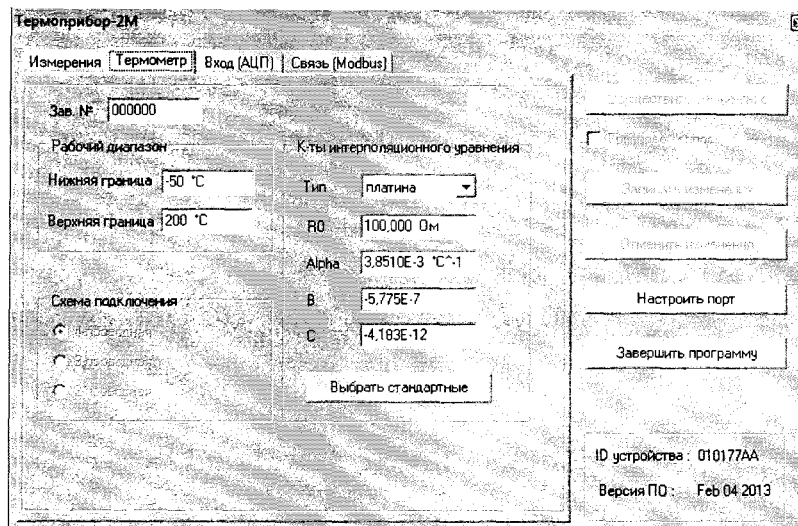 Термоприбор-2М
Измерения Термометр Вход (АЦП) Связь (Modbus)
Зав. № 000000
Рабочий диапазон
Нижняя граница -50 °C
Верхняя граница 200 °C
Схема подключения
К-ты интерполяционного уравнения
Тип платина
R0 100,000 Ом
Alpha 3,8510E-3 °C^-1
B -5,775E-7
C -4,183E-12
Выбрать стандартные
Настроить порт
Завершить программу
ID устройства : 010177AA
Версия ПО : Feb 04 2013